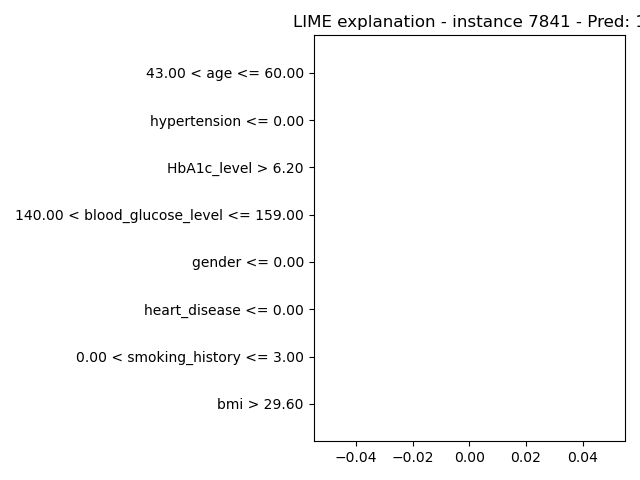 LIME explanation - instance 7841 - Pred: 1
43.00 < age <= 60.00
hypertension <= 0.00
HbA1c_level > 6.20
140.00 < blood_glucose_level <= 159.00
gender <= 0.00
heart_disease <= 0.00
0.00 < smoking_history <= 3.00
bmi > 29.60
−0.04 −0.02 0.00 0.02 0.04